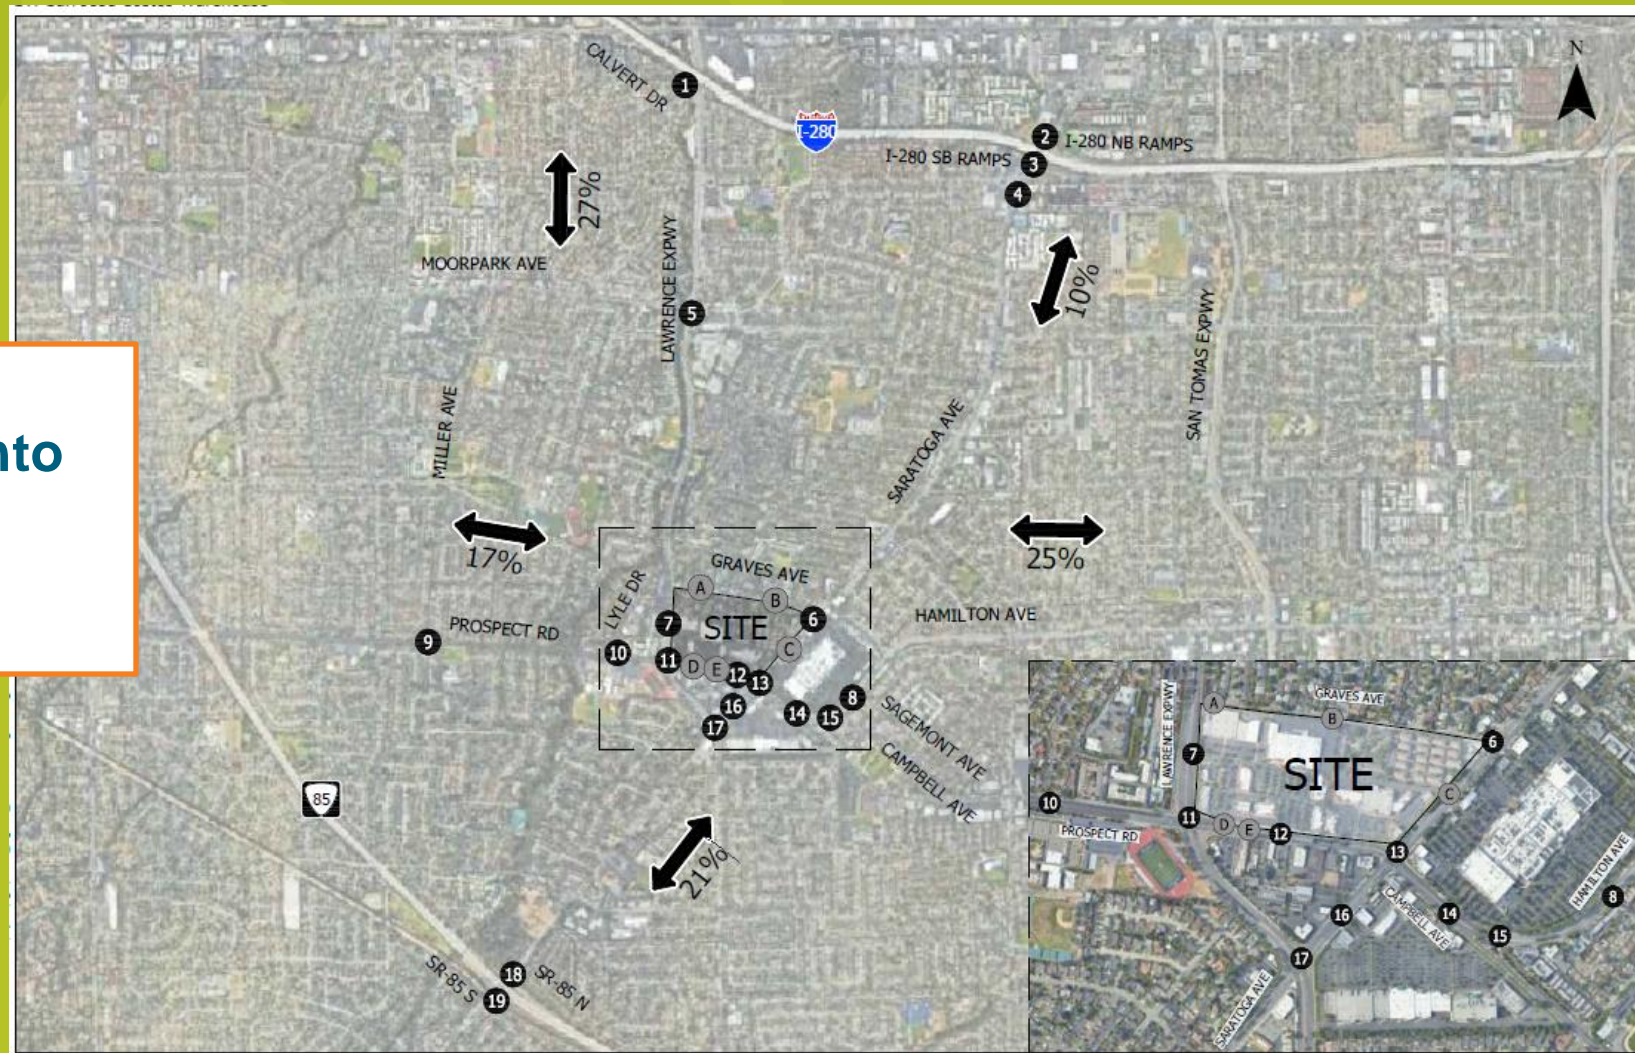 CALVERT DR
1
I-280
2
I-280 NB RAMPS
I-280 SB RAMPS
3
4
N
27%
MOORPARK AVE
LAWRENCE EXPWY
5
10%
SAN TOMAS EXPWY
MILLER AVE
SARATOGA AVE
nto
17%
25%
GRAVES AVE
LYLE DR
A
B
6
HAMILTON AVE
7
SITE
9
PROSPECT RD
10
11
D
E
12
13
C
8
16
14
15
17
SAGEMONT AVE
CAMPBELL AVE
85
21%
SR-85 S
18
SR-85 N
19
GRAVES AVE
A
B
LAWRENCE EXPWY
6
7
SITE
C
10
11
D
E
12
PROSPECT RD
13
HAMILTON AVE
8
CAMPBELL AVE
14
16
15
17
SARATOGA AVE